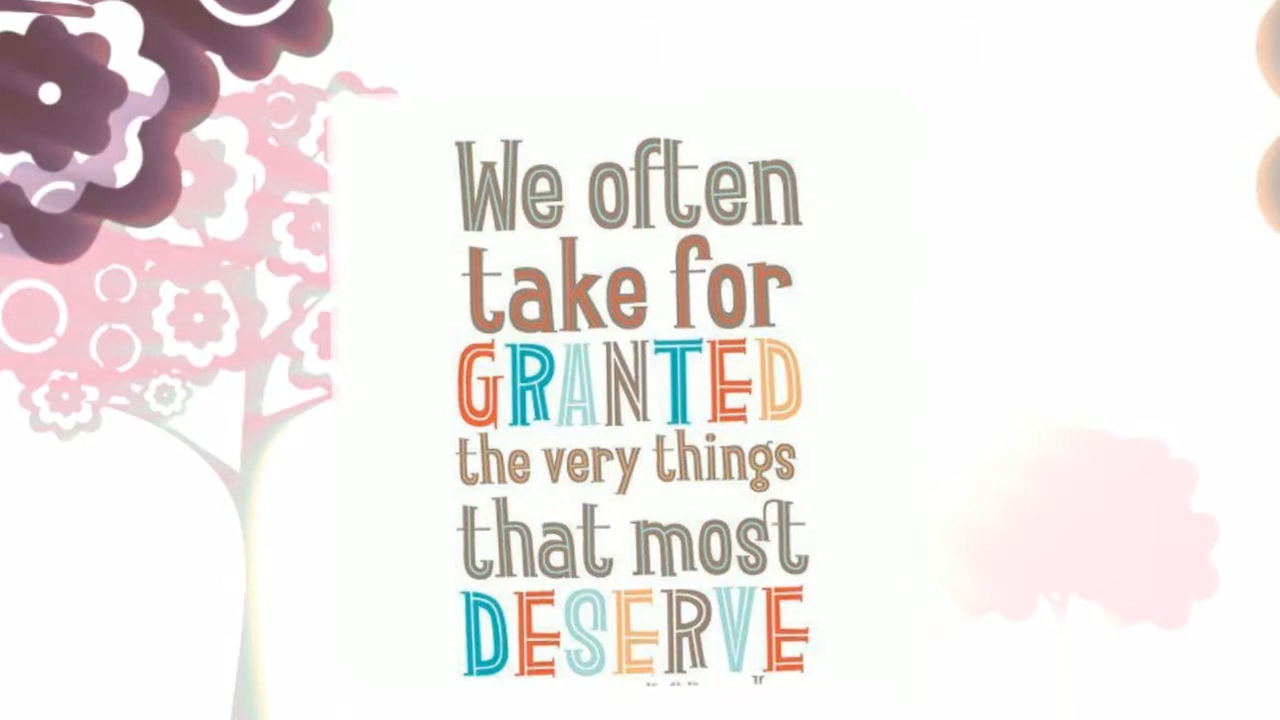 We often
take for
GRANTED
the very things
that most
DESERVE